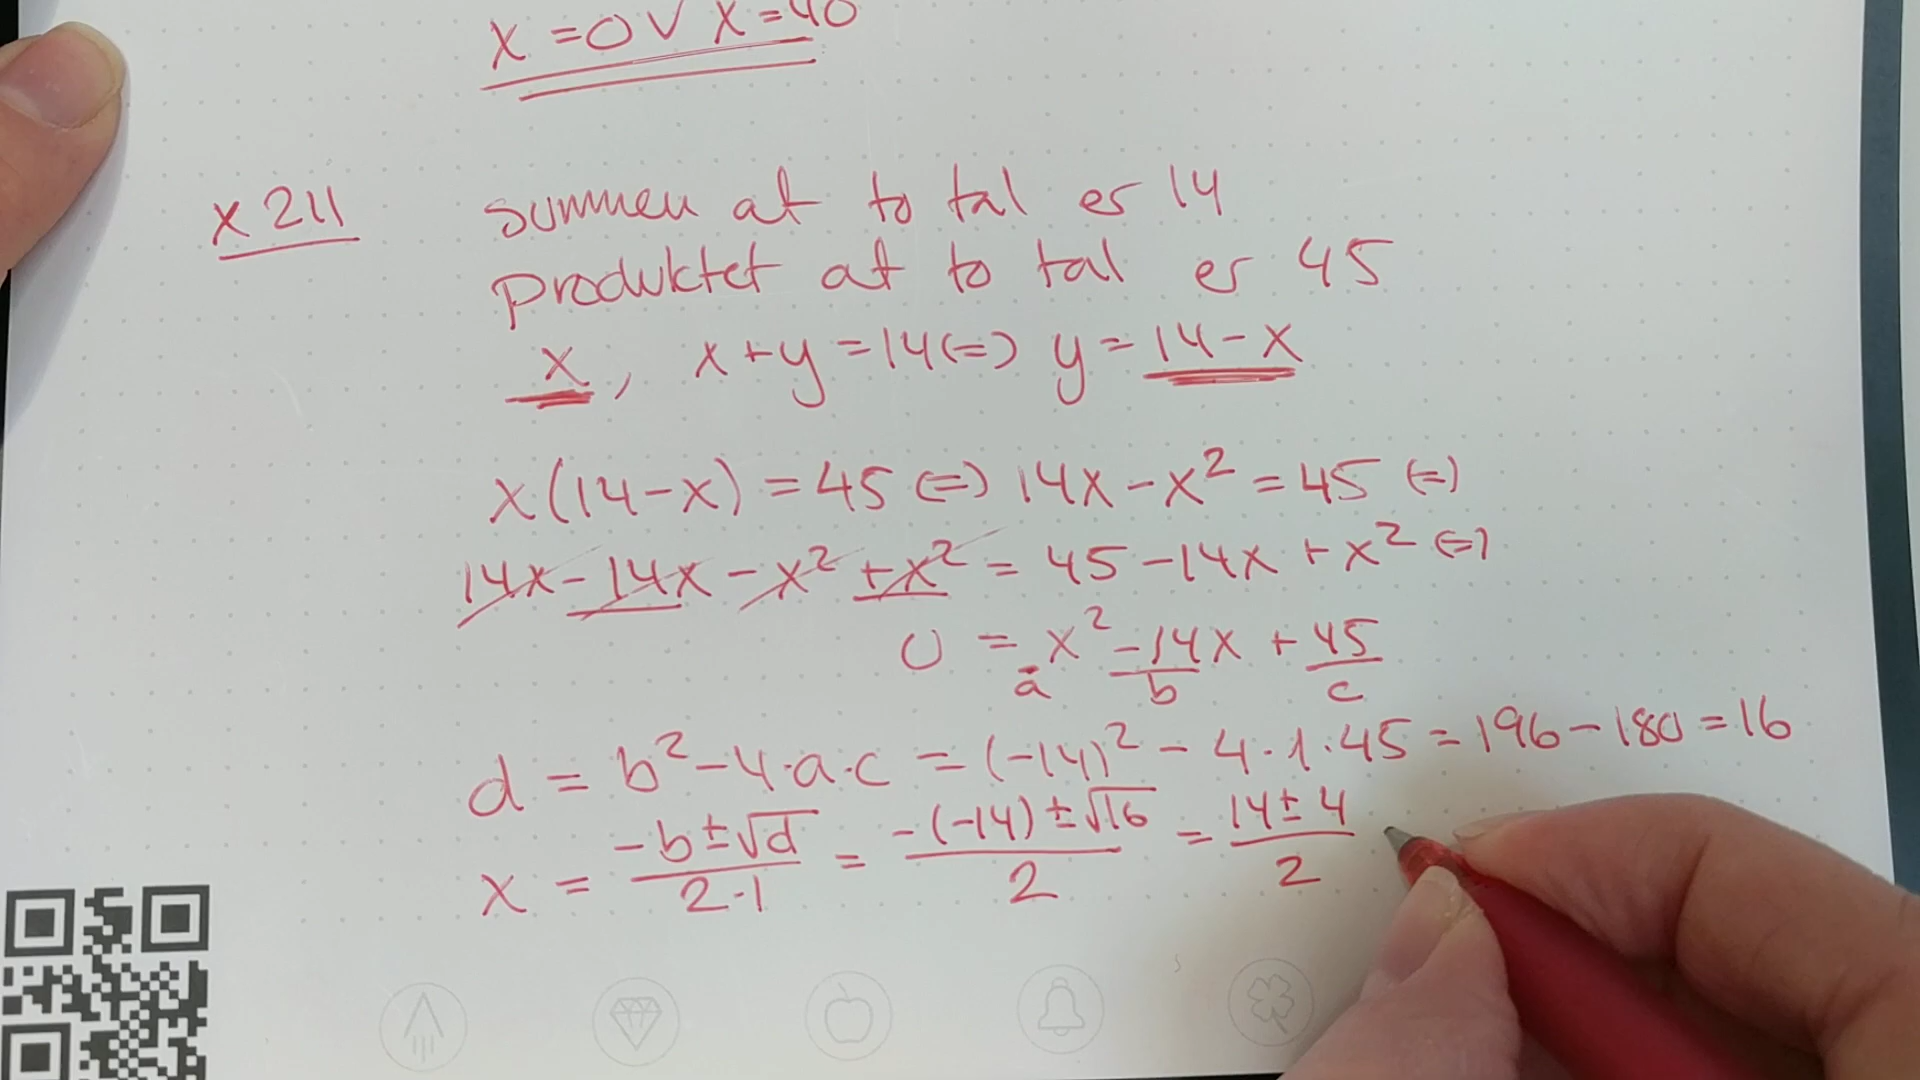 x = 0 ∨ x = 40
x 211
summen af to tal er 14
produktet af to tal er 45
x, x + y = 14 (=) y = 14 - x
x(14-x) = 45 (=) 14x - x² = 45 (=)
14x - 14x - x² + x² = 45 - 14x + x² (=)
0 = x² - 14x + 45
a b c
d = b² - 4·a·c = (-14)² - 4·1·45 = 196 - 180 = 16
x = (-b ± √d)/(2·1) = (-(-14) ± √16)/2 = (14 ± 4)/2